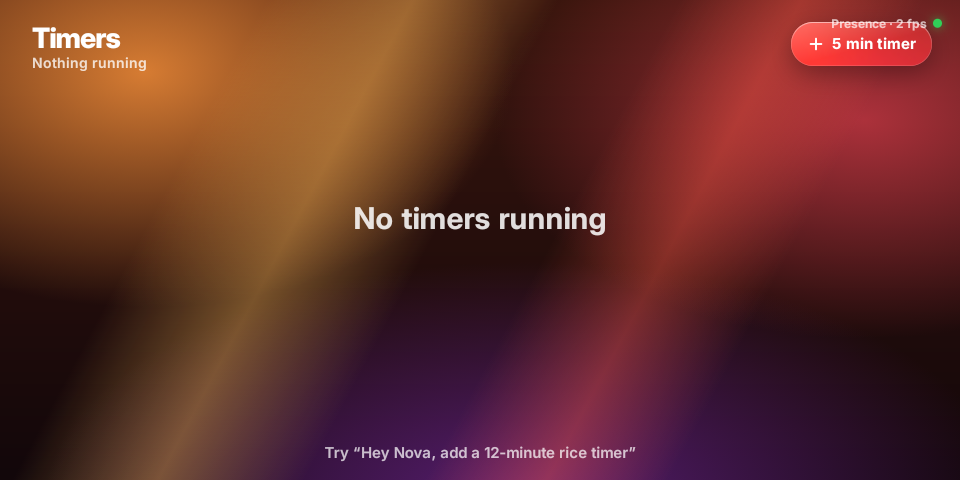 Timers
Nothing running
Presence · 2 fps
5 min timer
No timers running
Try “Hey Nova, add a 12-minute rice timer”